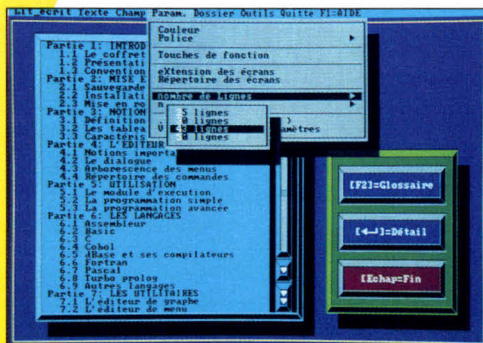 Lit_écrit Texte Champ Param. Dossier Outils Quitte F1=AIDE
Couleur
Police
Touches de fonction
eXtension des écrans
Répertoire des écrans
nombre de Lignes
5 lignes
0 lignes
43 lignes
0 lignes
Partie 1: INTROD
1.1 Le coffret
1.2 Présentati
1.3 Convention
Partie 2: MISE E
2.1 Sauvegarde
2.2 Installati
2.3 Mise en ro
Partie 3: NOTION
3.1 Définition
3.2 Les tablea
3.3 Caractéris
Partie 4: L'EDITEUR
4.1 Notions importa
4.2 Le dialogue
4.3 Arborescence des menus
4.4 Répertoire des commandes
Partie 5: UTILISATION
5.1 Le module d'exécution
5.2 La programmation simple
5.3 La programmation avancée
Partie 6: LES LANGAGES
6.1 Assembleur
6.2 Basic
6.3 C
6.4 Cobol
6.5 dBase et ses compilateurs
6.6 Fortran
6.7 Pascal
6.8 Turbo prolog
6.9 Autres langages
Partie 7: LES UTILITAIRES
7.1 L'éditeur de graphe
7.2 L'éditeur de menu
[F2]=Glossaire
[↵]=Détail
[Echap=Fin